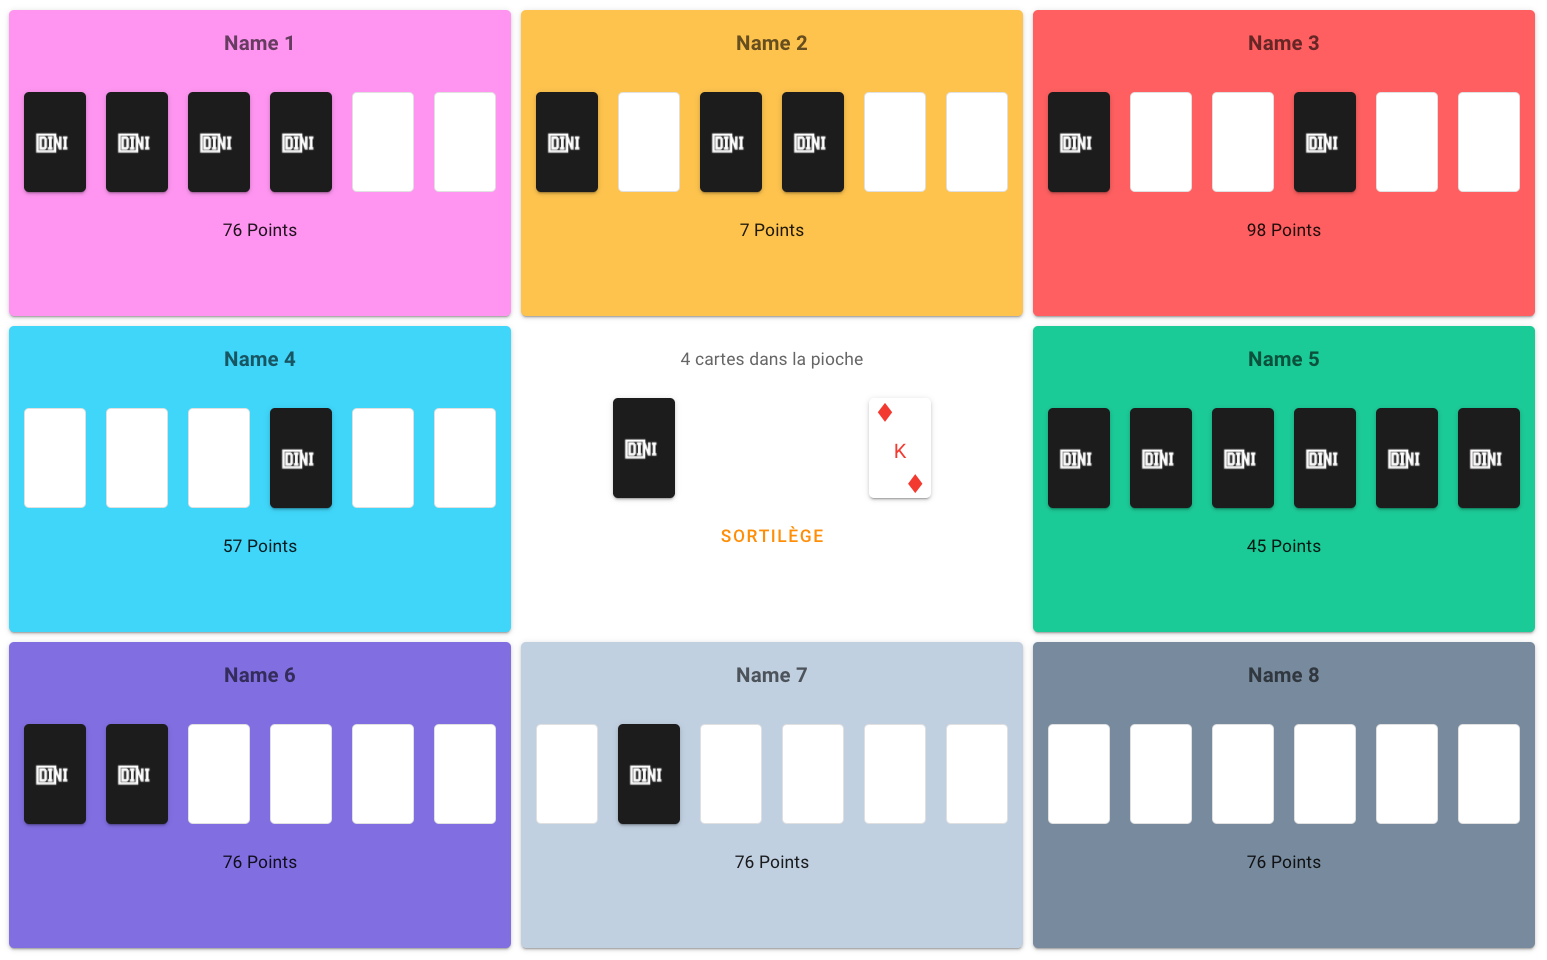 Name 1
DINI DINI DINI DINI
76 Points
Name 2
DINI DINI DINI
7 Points
Name 3
DINI DINI
98 Points
Name 4
DINI
57 Points
4 cartes dans la pioche
DINI K
SORTILÈGE
Name 5
DINI DINI DINI DINI DINI DINI
45 Points
Name 6
DINI DINI
76 Points
Name 7
DINI
76 Points
Name 8
76 Points